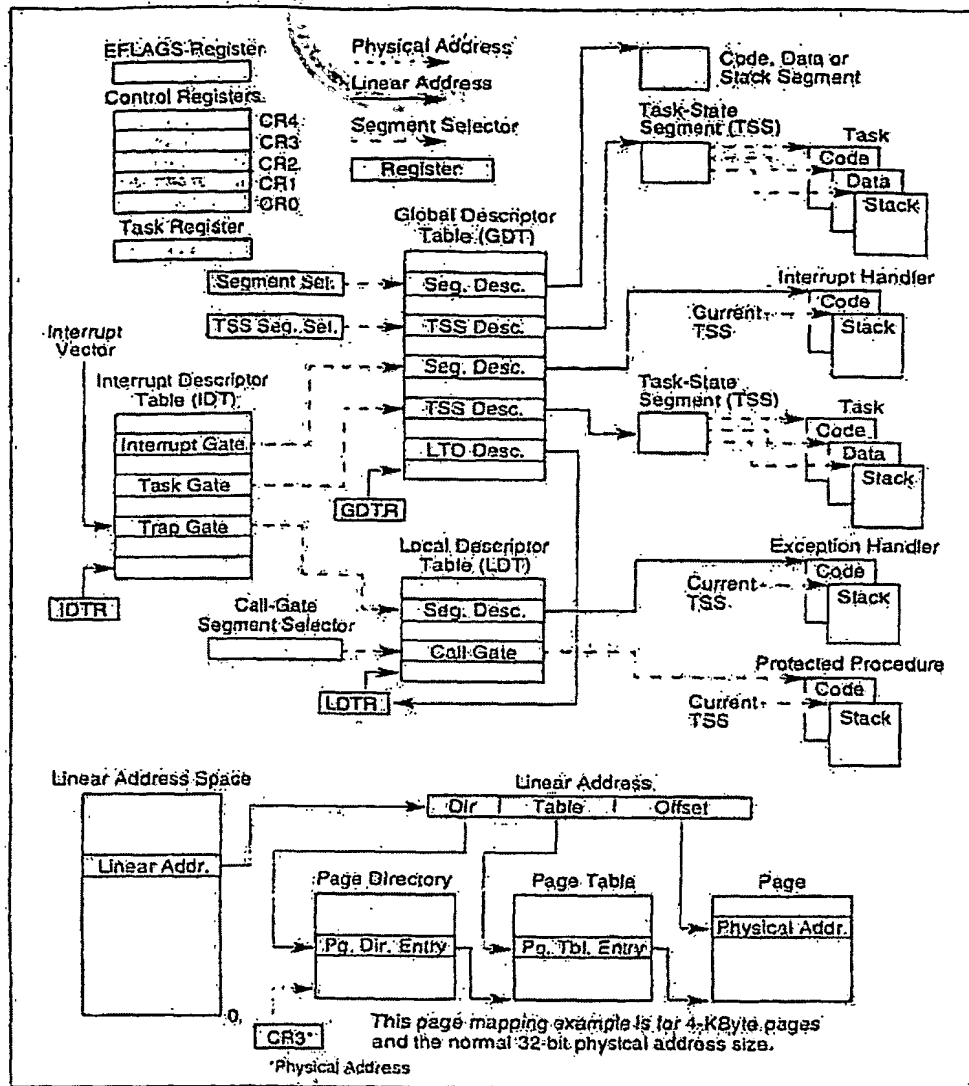 EFLAGS Register
Control Registers
CR4
CR3
CR2
CR1
CR0
Task Register
Physical Address
Linear Address
Segment Selector
Register
Global Descriptor
Table (GDT)
Segment Sel.
TSS Seg. Sel.
Seg. Desc.
TSS Desc.
Seg. Desc.
TSS Desc.
LTD Desc.
GDTR
Code, Data or
Stack Segment
Task-State
Segment (TSS)
Task
Code
Data
Stack
Interrupt Handler
Code
Current
TSS
Stack
Task-State
Segment (TSS)
Task
Code
Data
Stack
Interrupt
Vector
Interrupt Descriptor
Table (IDT)
Interrupt Gate
Task Gate
Trap Gate
IDTR
Local Descriptor
Table (LDT)
Call-Gate
Segment Selector
Seg. Desc.
Call Gate
LDTR
Exception Handler
Code
Current
TSS
Stack
Protected Procedure
Code
Current
TSS
Stack
Linear Address Space
Linear Addr.
0
Linear Address
Dir Table Offset
Page Directory
Pg. Dir. Entry
Page Table
Pg. Tbl. Entry
Page
Physical Addr.
CR3*
*Physical Address
This page mapping example is for 4-KByte pages
and the normal 32-bit physical address size.